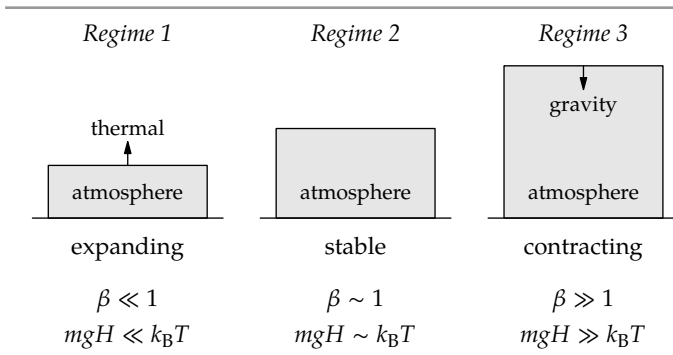 Regime 1 Regime 2 Regime 3
thermal gravity
atmosphere atmosphere atmosphere
expanding stable contracting
β ≪ 1 β ∼ 1 β ≫ 1
mgH ≪ k_BT mgH ∼ k_BT mgH ≫ k_BT